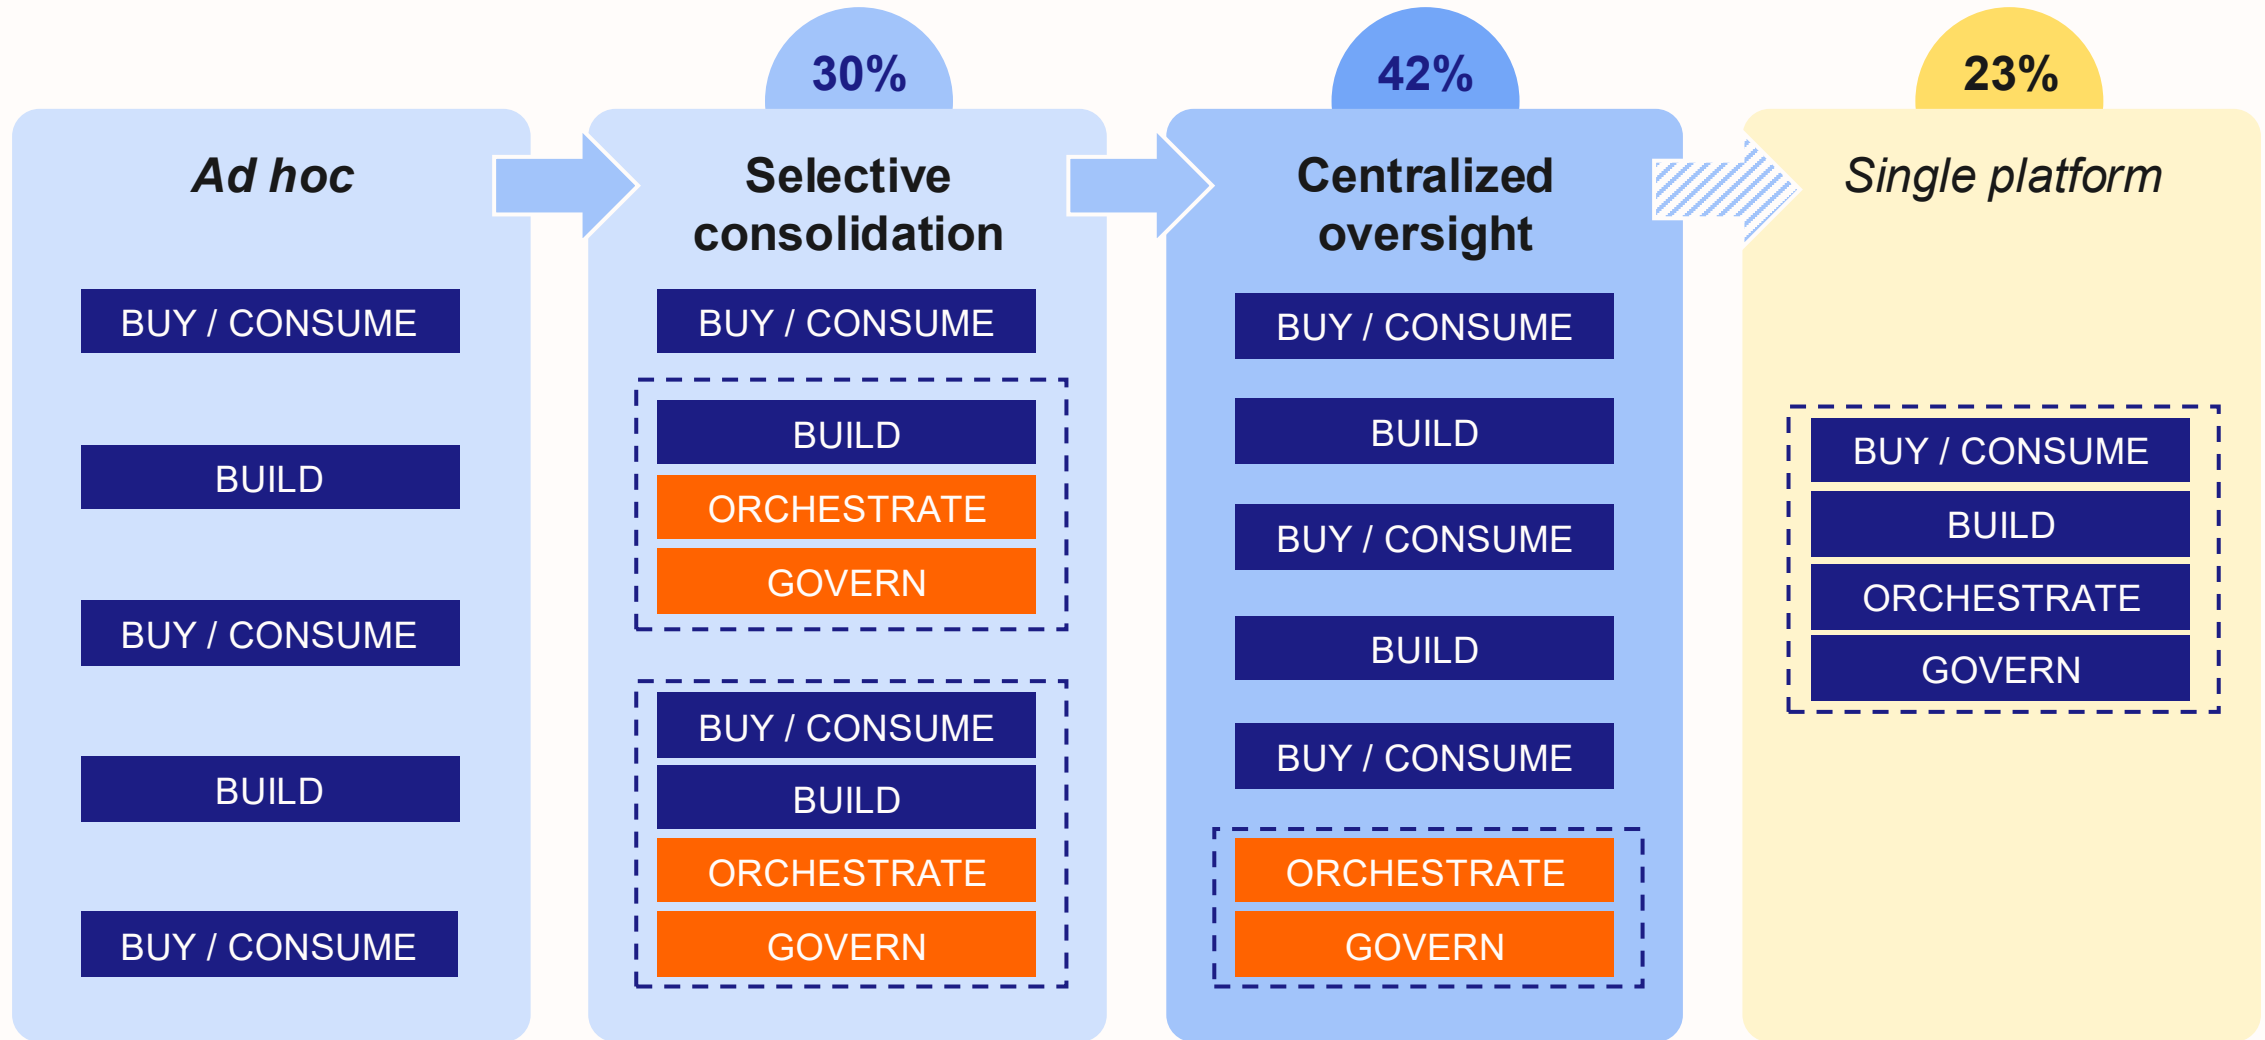 Ad hoc
BUY / CONSUME
BUILD
BUY / CONSUME
BUILD
BUY / CONSUME
30%
Selective
consolidation
BUY / CONSUME
BUILD
ORCHESTRATE
GOVERN
BUY / CONSUME
BUILD
ORCHESTRATE
GOVERN
42%
Centralized
oversight
BUY / CONSUME
BUILD
BUY / CONSUME
BUILD
BUY / CONSUME
ORCHESTRATE
GOVERN
23%
Single platform
BUY / CONSUME
BUILD
ORCHESTRATE
GOVERN